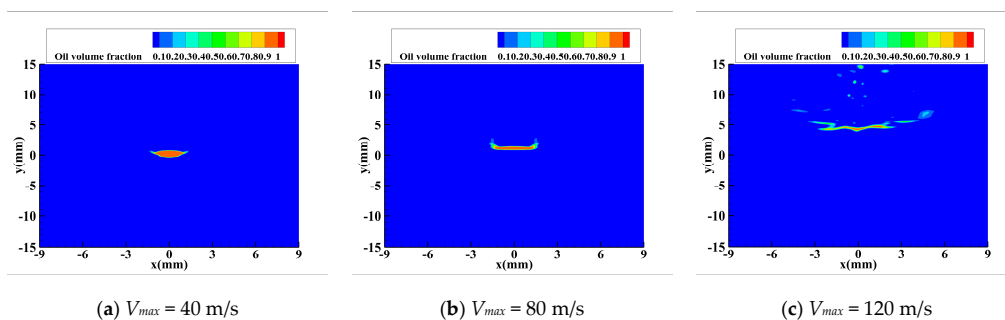 Oil volume fraction 0.10.20.30.40.50.60.70.80.9 1
15
10
5
0
-5
-10
-15
y(mm)
-9 -6 -3 0 3 6 9
x(mm)
(a) Vmax = 40 m/s
Oil volume fraction 0.10.20.30.40.50.60.70.80.9 1
15
10
5
0
-5
-10
-15
y(mm)
-9 -6 -3 0 3 6 9
x(mm)
(b) Vmax = 80 m/s
Oil volume fraction 0.10.20.30.40.50.60.70.80.9 1
15
10
5
0
-5
-10
-15
y(mm)
-9 -6 -3 0 3 6 9
x(mm)
(c) Vmax = 120 m/s